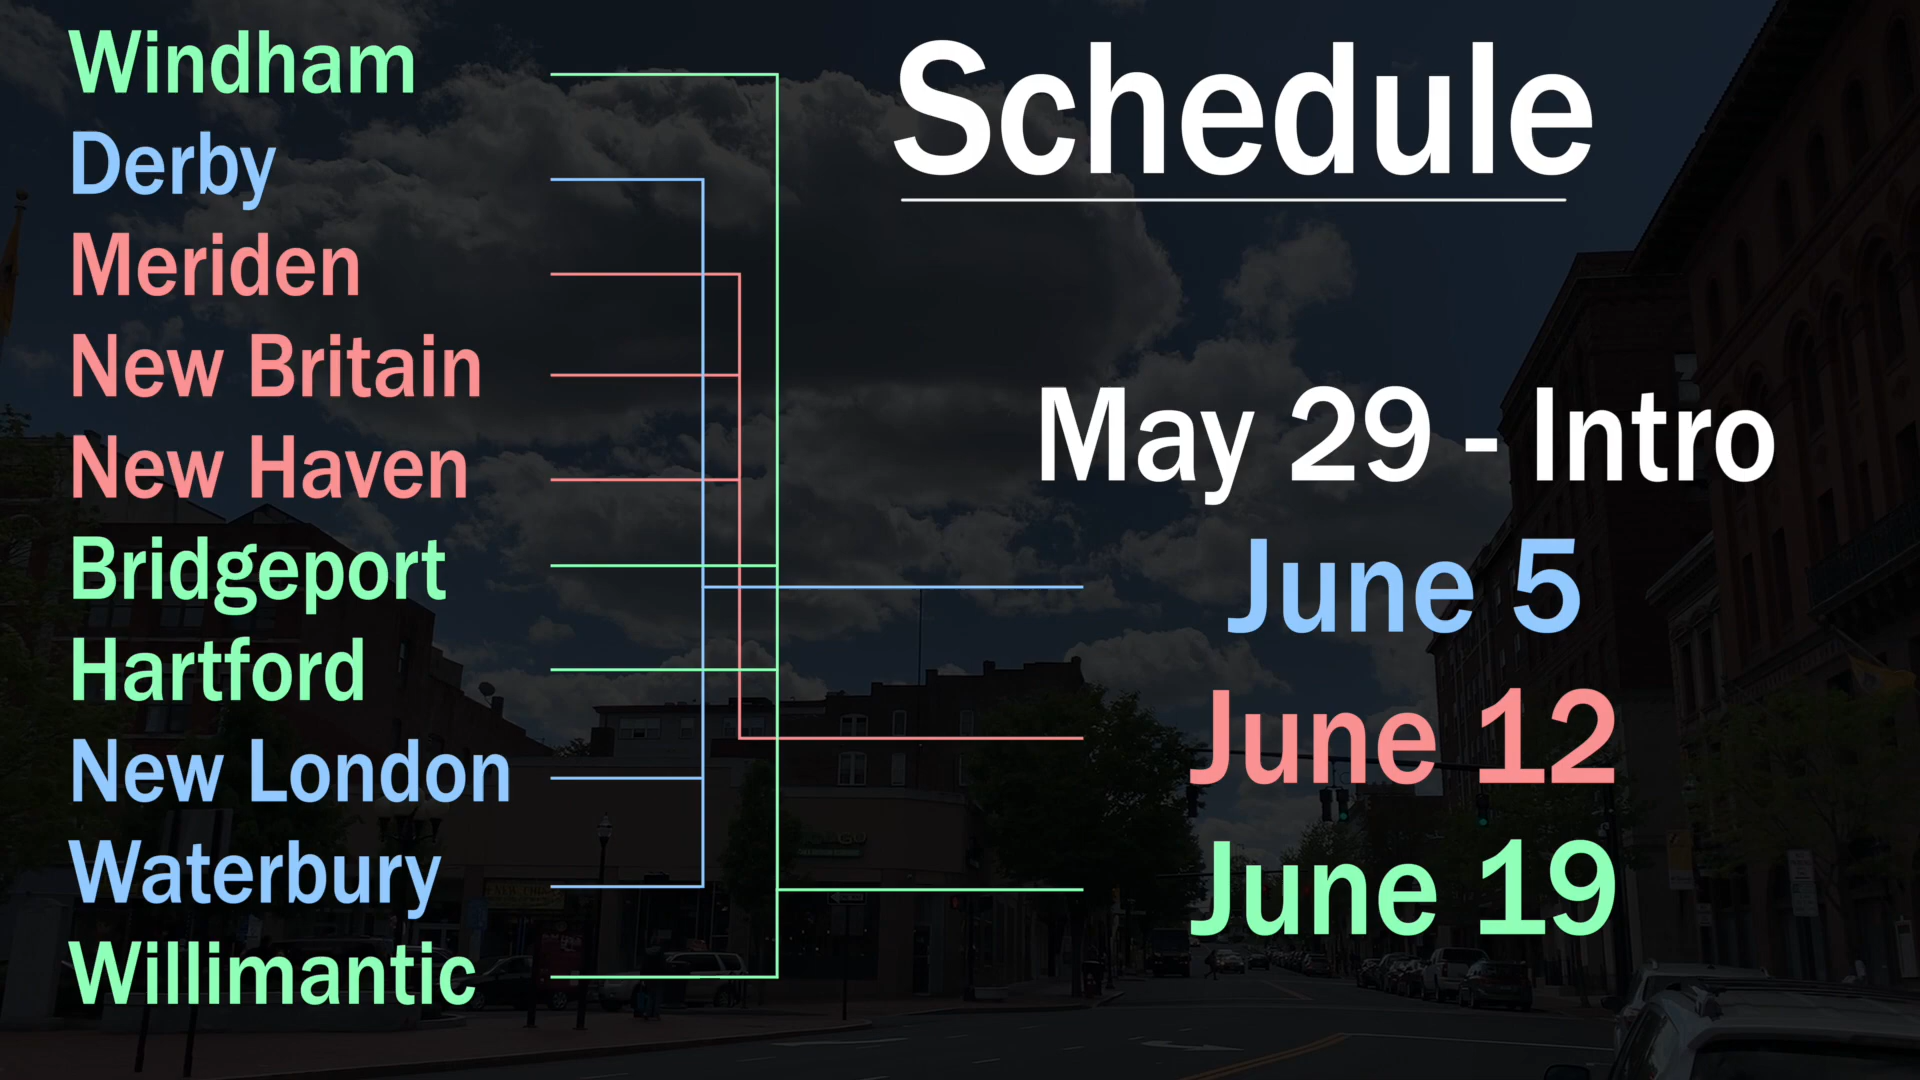 Windham
Derby
Meriden
New Britain
New Haven
Bridgeport
Hartford
New London
Waterbury
Willimantic
Schedule
May 29 - Intro
June 5
June 12
June 19